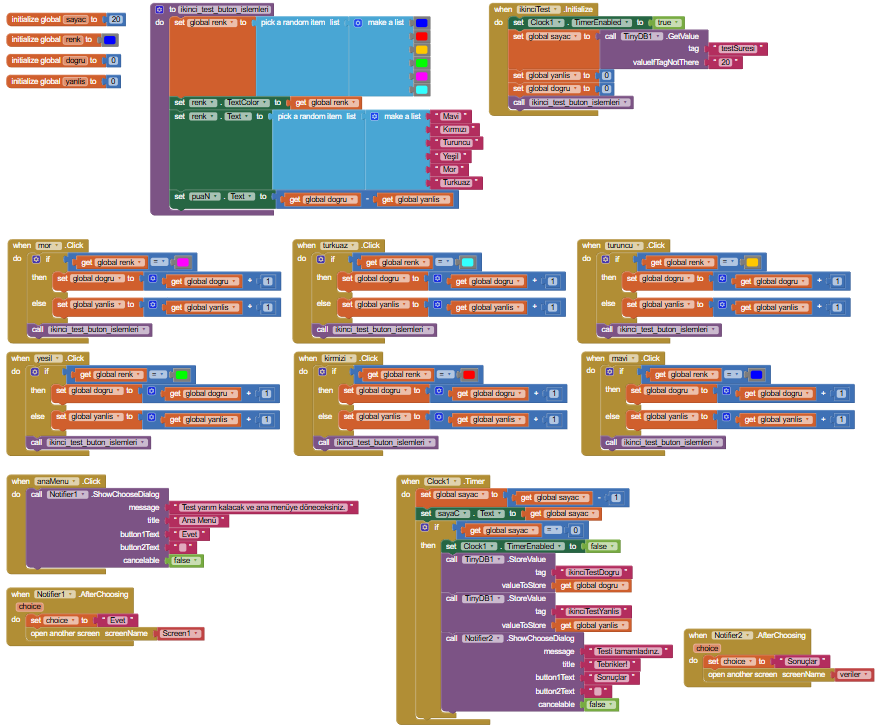 initialize global sayac to 20
initialize global renk to
initialize global dogru to 0
initialize global yanlis to 0
to ikinci_test_buton_islemleri
do set global renk to pick a random item list make a list
set renk . TextColor to get global renk
set renk . Text to pick a random item list make a list " Mavi "
" Kırmızı "
" Turuncu "
" Yeşil "
" Mor "
" Turkuaz "
set puaN . Text to get global dogru - get global yanlis
when ikinciTest .Initialize
do set Clock1 . TimerEnabled to true
set global sayac to call TinyDB1 .GetValue
tag " testSuresi "
valueIfTagNotThere " 20 "
set global yanlis to 0
set global dogru to 0
call ikinci_test_buton_islemleri
when mor .Click
do if get global renk =
then set global dogru to get global dogru + 1
else set global yanlis to get global yanlis + 1
call ikinci_test_buton_islemleri
when turkuaz .Click
do if get global renk =
then set global dogru to get global dogru + 1
else set global yanlis to get global yanlis + 1
call ikinci_test_buton_islemleri
when turuncu .Click
do if get global renk =
then set global dogru to get global dogru + 1
else set global yanlis to get global yanlis + 1
call ikinci_test_buton_islemleri
when yesil .Click
do if get global renk =
then set global dogru to get global dogru + 1
else set global yanlis to get global yanlis + 1
call ikinci_test_buton_islemleri
when kirmizi .Click
do if get global renk =
then set global dogru to get global dogru + 1
else set global yanlis to get global yanlis + 1
call ikinci_test_buton_islemleri
when mavi .Click
do if get global renk =
then set global dogru to get global dogru + 1
else set global yanlis to get global yanlis + 1
call ikinci_test_buton_islemleri
when anaMenu .Click
do call Notifier1 .ShowChooseDialog
message " Test yarım kalacak ve ana menüye döneceksiniz. "
title " Ana Menü "
button1Text " Evet "
button2Text " "
cancelable false
when Notifier1 .AfterChoosing
choice
do set choice to " Evet "
open another screen screenName Screen1
when Clock1 .Timer
do set global sayac to get global sayac - 1
set sayaC . Text to get global sayac
if get global sayac = 0
then set Clock1 . TimerEnabled to false
call TinyDB1 .StoreValue
tag " ikinciTestDogru "
valueToStore get global dogru
call TinyDB1 .StoreValue
tag " ikinciTestYanlis "
valueToStore get global yanlis
call Notifier2 .ShowChooseDialog
message " Testi tamamladınız. "
title " Tebrikler! "
button1Text " Sonuçlar "
button2Text " "
cancelable false
when Notifier2 .AfterChoosing
choice
do set choice to " Sonuçlar "
open another screen screenName veriler